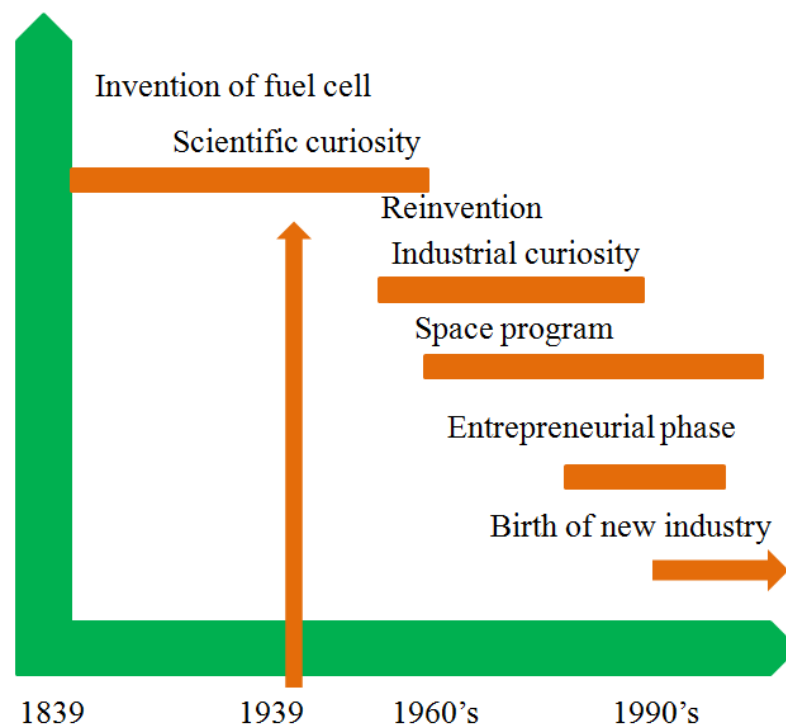 Invention of fuel cell
Scientific curiosity
Reinvention
Industrial curiosity
Space program
Entrepreneurial phase
Birth of new industry
1839 1939 1960’s 1990’s